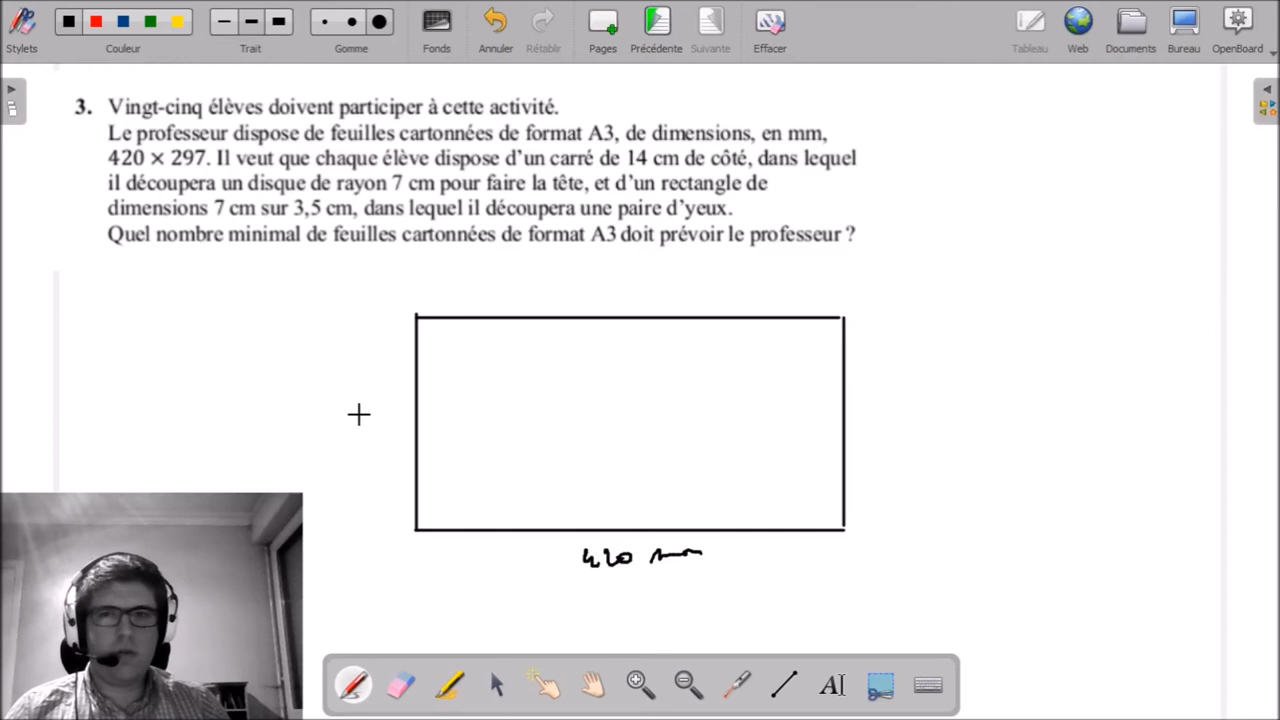 Stylets Couleur Trait Gomme Fonds Annuler Rétablir Pages Précédente Suivante Effacer Tableau Web Documents Bureau OpenBoard
3. Vingt-cinq élèves doivent participer à cette activité.
Le professeur dispose de feuilles cartonnées de format A3, de dimensions, en mm,
420 × 297. Il veut que chaque élève dispose d'un carré de 14 cm de côté, dans lequel
il découpera un disque de rayon 7 cm pour faire la tête, et d'un rectangle de
dimensions 7 cm sur 3,5 cm, dans lequel il découpera une paire d'yeux.
Quel nombre minimal de feuilles cartonnées de format A3 doit prévoir le professeur ?
420 mm
AI